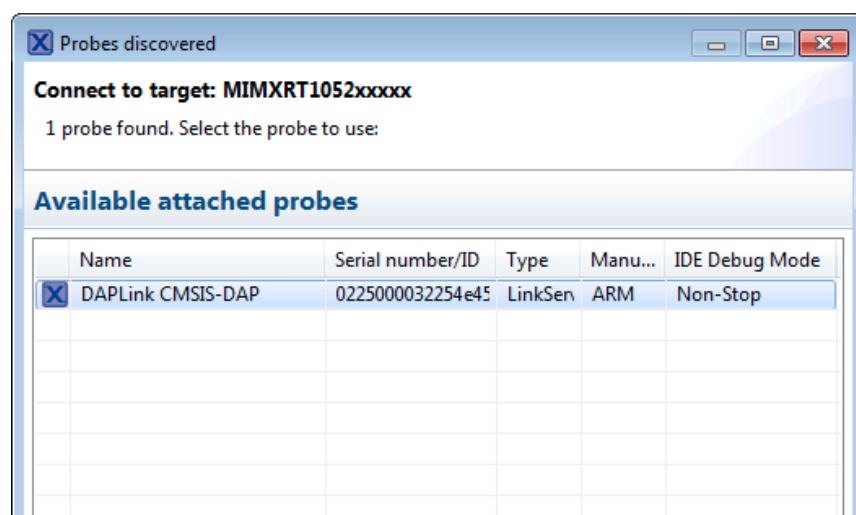 Probes discovered
Connect to target: MIMXRT1052xxxxx
1 probe found. Select the probe to use:
Available attached probes
Name Serial number/ID Type Manu... IDE Debug Mode
DAPLink CMSIS-DAP 0225000032254e45 LinkServ ARM Non-Stop